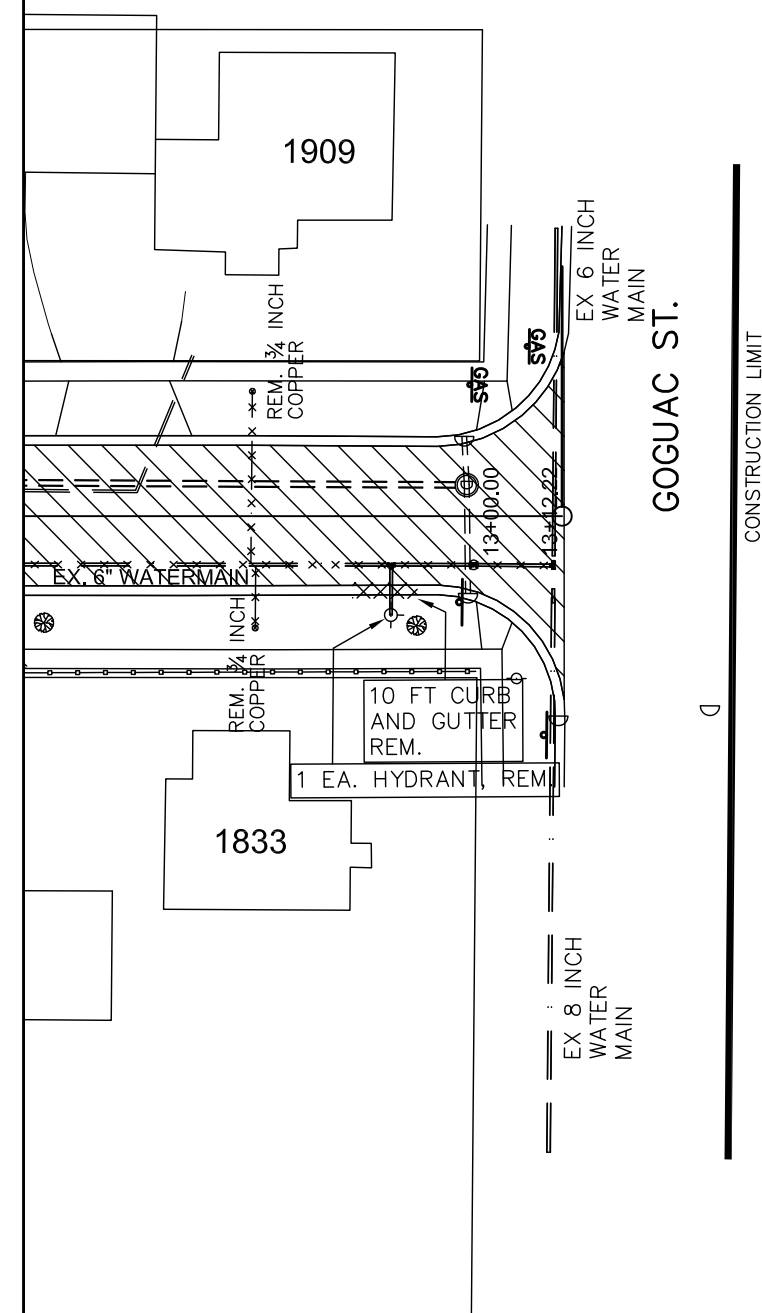 1909
REM. ¾ INCH
COPPER
GAS
GAS
EX 6 INCH
WATER
MAIN
GOGUAC ST.
CONSTRUCTION LIMIT
13+00.00
13+12.22
EX. 6" WATERMAIN
REM. ¾ INCH
COPPER
10 FT CURB
AND GUTTER
REM.
1 EA. HYDRANT, REM.
1833
EX 8 INCH
WATER
MAIN